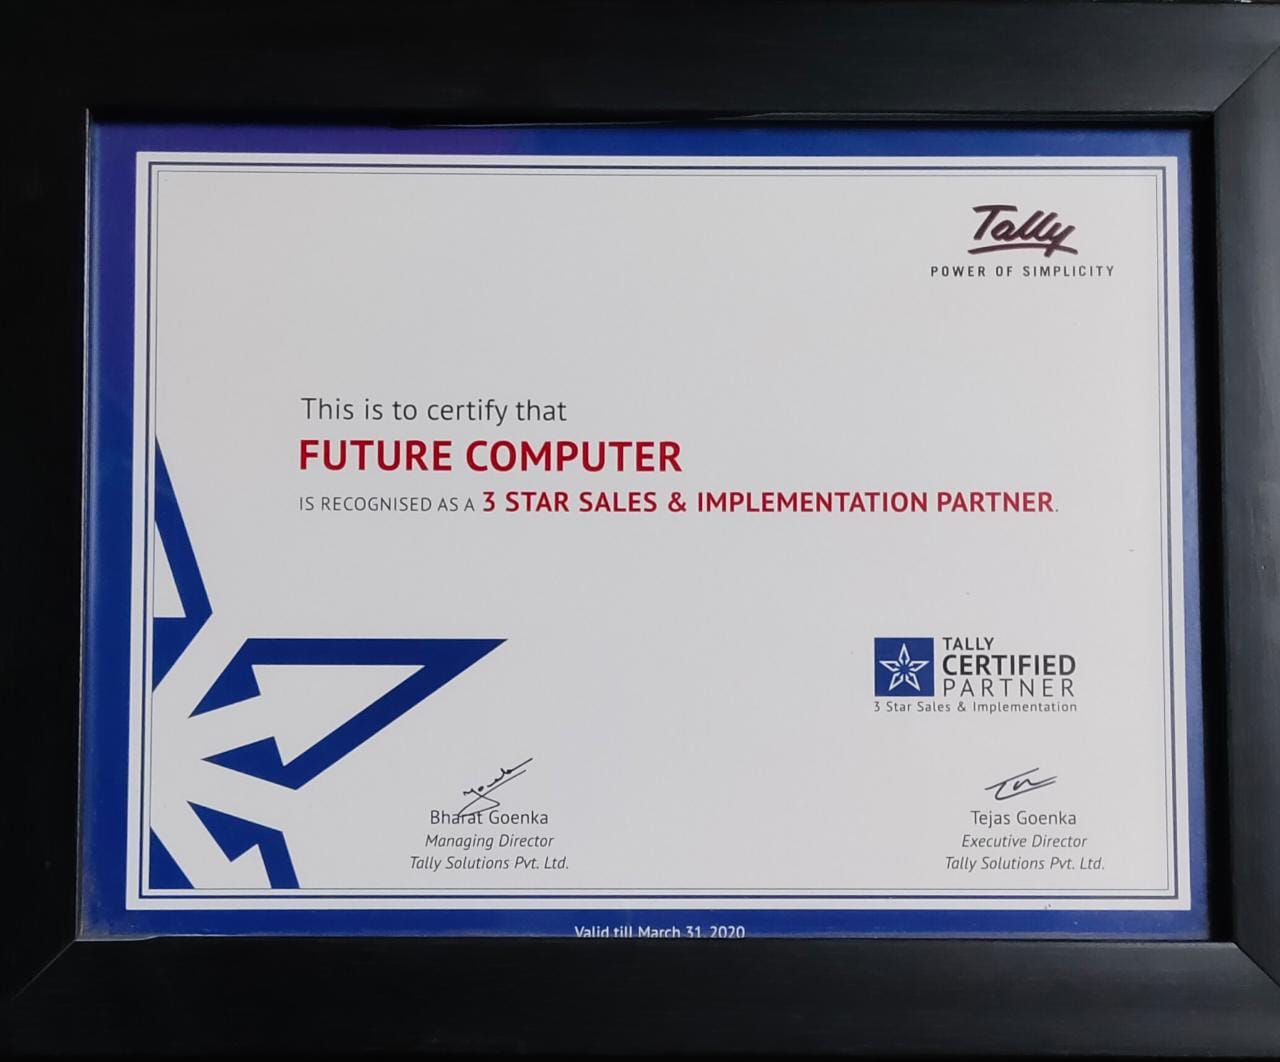 Tally
POWER OF SIMPLICITY
This is to certify that
FUTURE COMPUTER
IS RECOGNISED AS A 3 STAR SALES & IMPLEMENTATION PARTNER.
TALLY
CERTIFIED
PARTNER
3 Star Sales & Implementation
Bharat Goenka
Managing Director
Tally Solutions Pvt. Ltd.
Tejas Goenka
Executive Director
Tally Solutions Pvt. Ltd.
Valid till March 31, 2020